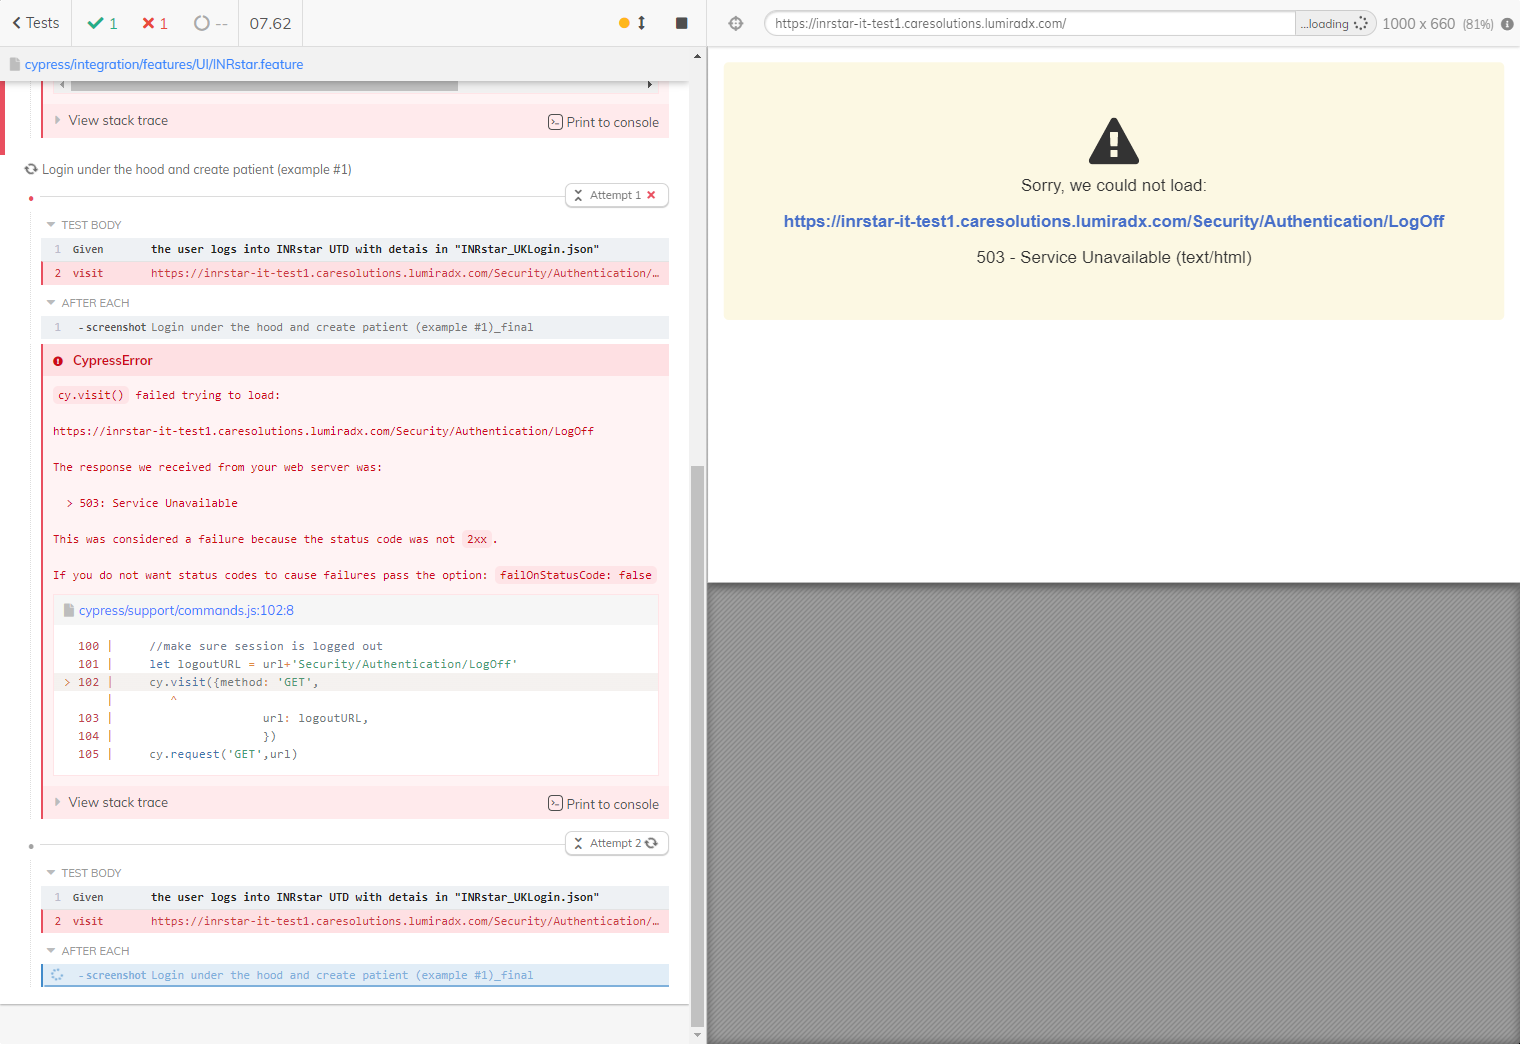 Tests
1
1
--
07.62
cypress/integration/features/UI/INRstar.feature
View stack trace
Print to console
Login under the hood and create patient (example #1)
Attempt 1
TEST BODY
1 Given the user logs into INRstar UTD with detais in "INRstar_UKLogin.json"
2 visit https://inrstar-it-test1.caresolutions.lumiradx.com/Security/Authentication/…
AFTER EACH
1 -screenshot Login under the hood and create patient (example #1)_final
CypressError
cy.visit() failed trying to load:
https://inrstar-it-test1.caresolutions.lumiradx.com/Security/Authentication/LogOff
The response we received from your web server was:
> 503: Service Unavailable
This was considered a failure because the status code was not 2xx.
If you do not want status codes to cause failures pass the option: failOnStatusCode: false
cypress/support/commands.js:102:8
100 | //make sure session is logged out
101 | let logoutURL = url+'Security/Authentication/LogOff'
> 102 | cy.visit({method: 'GET',
| ^
103 | url: logoutURL,
104 | })
105 | cy.request('GET',url)
View stack trace
Print to console
Attempt 2
TEST BODY
1 Given the user logs into INRstar UTD with detais in "INRstar_UKLogin.json"
2 visit https://inrstar-it-test1.caresolutions.lumiradx.com/Security/Authentication/…
AFTER EACH
-screenshot Login under the hood and create patient (example #1)_final
https://inrstar-it-test1.caresolutions.lumiradx.com/
...loading
1000 x 660 (81%)
Sorry, we could not load:
https://inrstar-it-test1.caresolutions.lumiradx.com/Security/Authentication/LogOff
503 - Service Unavailable (text/html)